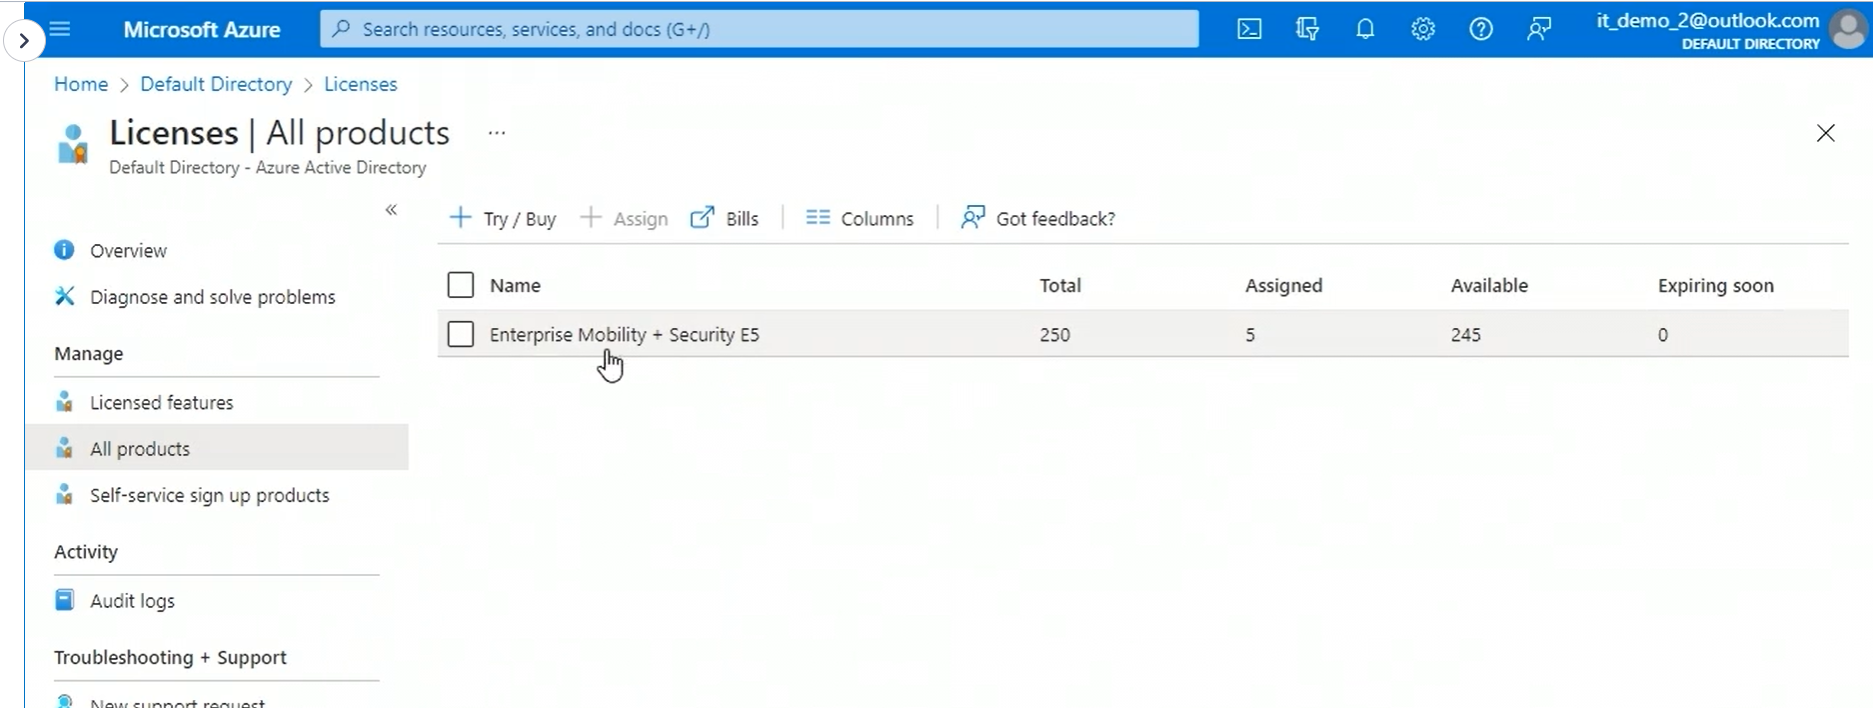 Microsoft Azure
Search resources, services, and docs (G+/)
it_demo_2@outlook.com
DEFAULT DIRECTORY
Home > Default Directory > Licenses
Licenses | All products ...
Default Directory - Azure Active Directory
Overview
Diagnose and solve problems
Manage
Licensed features
All products
Self-service sign up products
Activity
Audit logs
Troubleshooting + Support
New support request
Try / Buy Assign Bills Columns Got feedback?
Name Total Assigned Available Expiring soon
Enterprise Mobility + Security E5 250 5 245 0